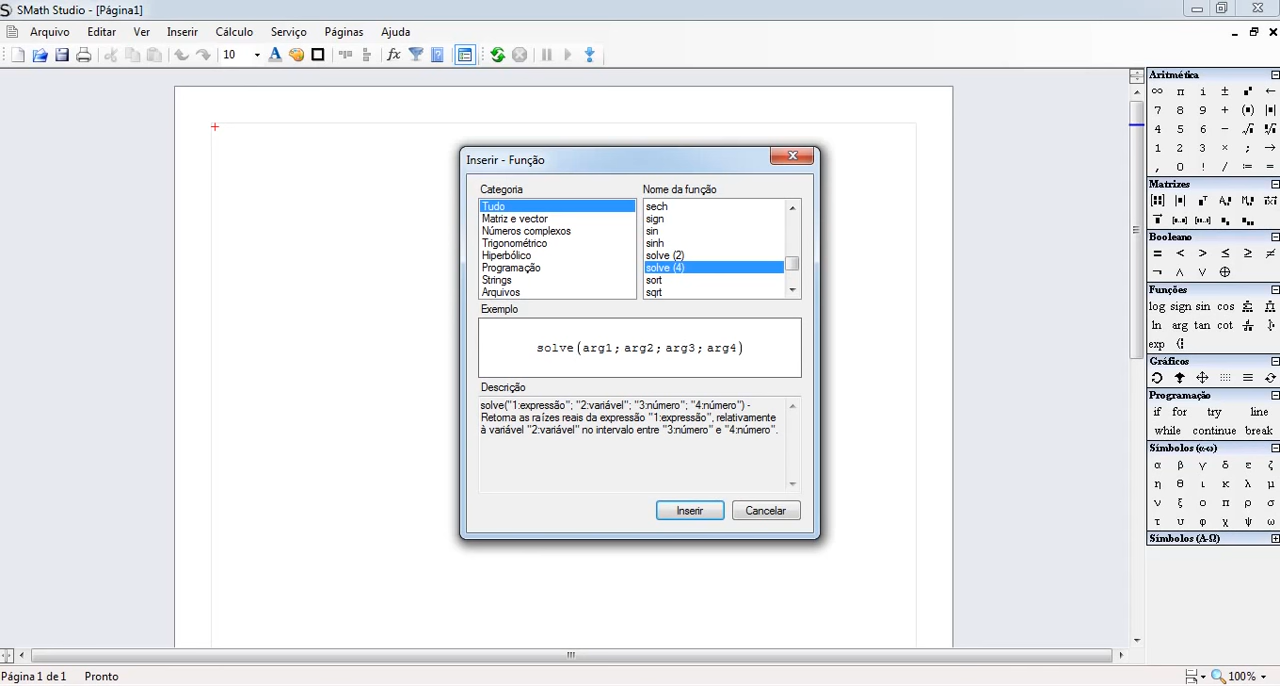 SMath Studio - [Página1]
Arquivo Editar Ver Inserir Cálculo Serviço Páginas Ajuda
10
Inserir - Função
Categoria
Tudo
Matriz e vector
Números complexos
Trigonométrico
Hiperbólico
Programação
Strings
Arquivos
Nome da função
sech
sign
sin
sinh
solve (2)
solve (4)
sort
sqrt
Exemplo
solve(arg1; arg2; arg3; arg4)
Descrição
solve("1:expressão"; "2:variável"; "3:número"; "4:número") -
Retorna as raízes reais da expressão "1:expressão", relativamente
à variável "2:variável" no intervalo entre "3:número" e "4:número".
Inserir Cancelar
Aritmética
∞ π i ± ←
7 8 9 +
4 5 6 −
1 2 3 × ; →
, 0 ! / := =
Matrizes
Booleano
= < > ≤ ≥ ≠
¬ ∧ ∨ ⊕
Funções
log sign sin cos
ln arg tan cot
exp
Gráficos
Programação
if for try line
while continue break
Símbolos (α-ω)
α β γ δ ε ζ
η θ ι κ λ μ
ν ξ ο π ρ σ
τ υ φ χ ψ ω
Símbolos (Α-Ω)
Página 1 de1 Pronto
100%